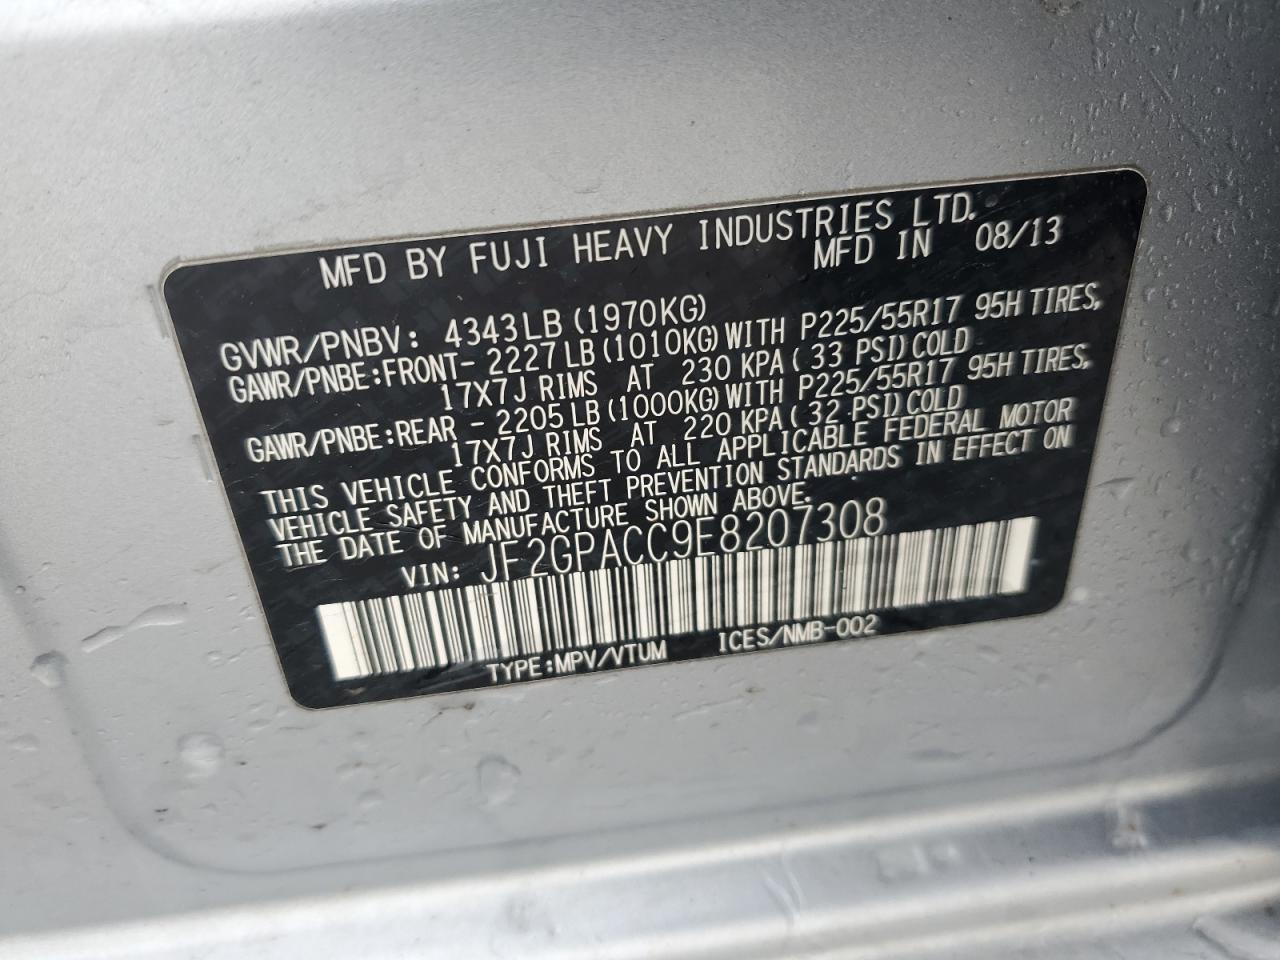 MFD BY FUJI HEAVY INDUSTRIES LTD.
MFD IN 08/13
GVWR/PNBV: 4343LB (1970KG)
GAWR/PNBE:FRONT- 2227LB (1010KG) WITH P225/55R17 95H TIRES,
17X7J RIMS AT 230 KPA ( 33 PSI) COLD
GAWR/PNBE:REAR - 2205LB (1000KG) WITH P225/55R17 95H TIRES,
17X7J RIMS AT 220 KPA ( 32 PSI) COLD
THIS VEHICLE CONFORMS TO ALL APPLICABLE FEDERAL MOTOR
VEHICLE SAFETY AND THEFT PREVENTION STANDARDS IN EFFECT ON
THE DATE OF MANUFACTURE SHOWN ABOVE.
VIN: JF2GPACC9E8207308
TYPE:MPV/VTUM ICES/NMB-002